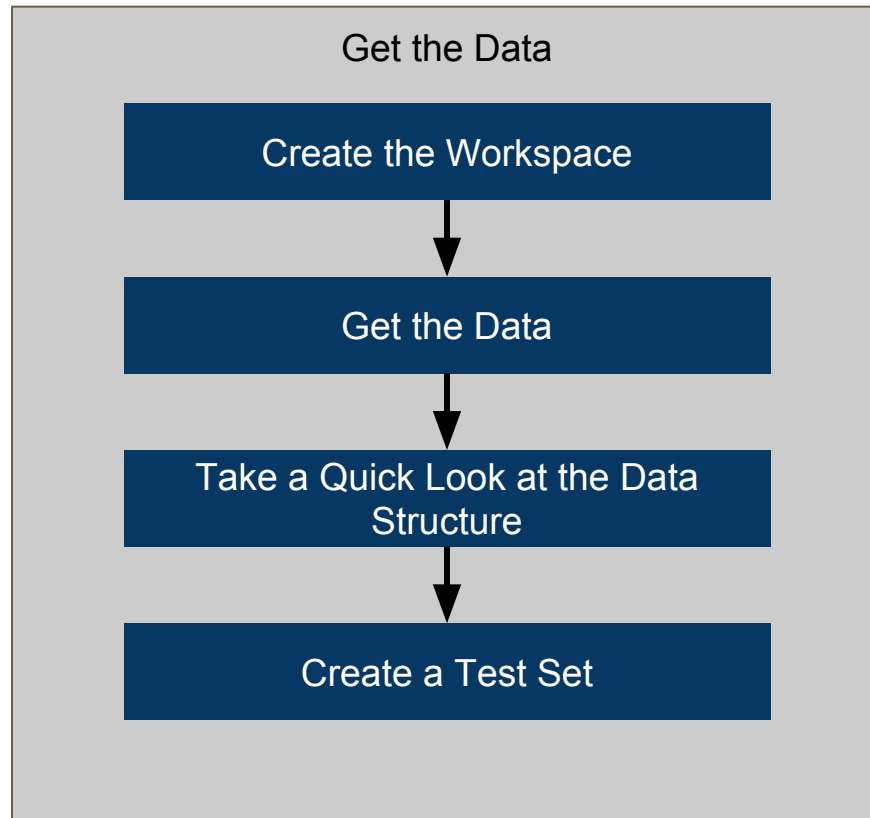 Get the Data
Create the Workspace
Get the Data
Take a Quick Look at the Data
Structure
Create a Test Set